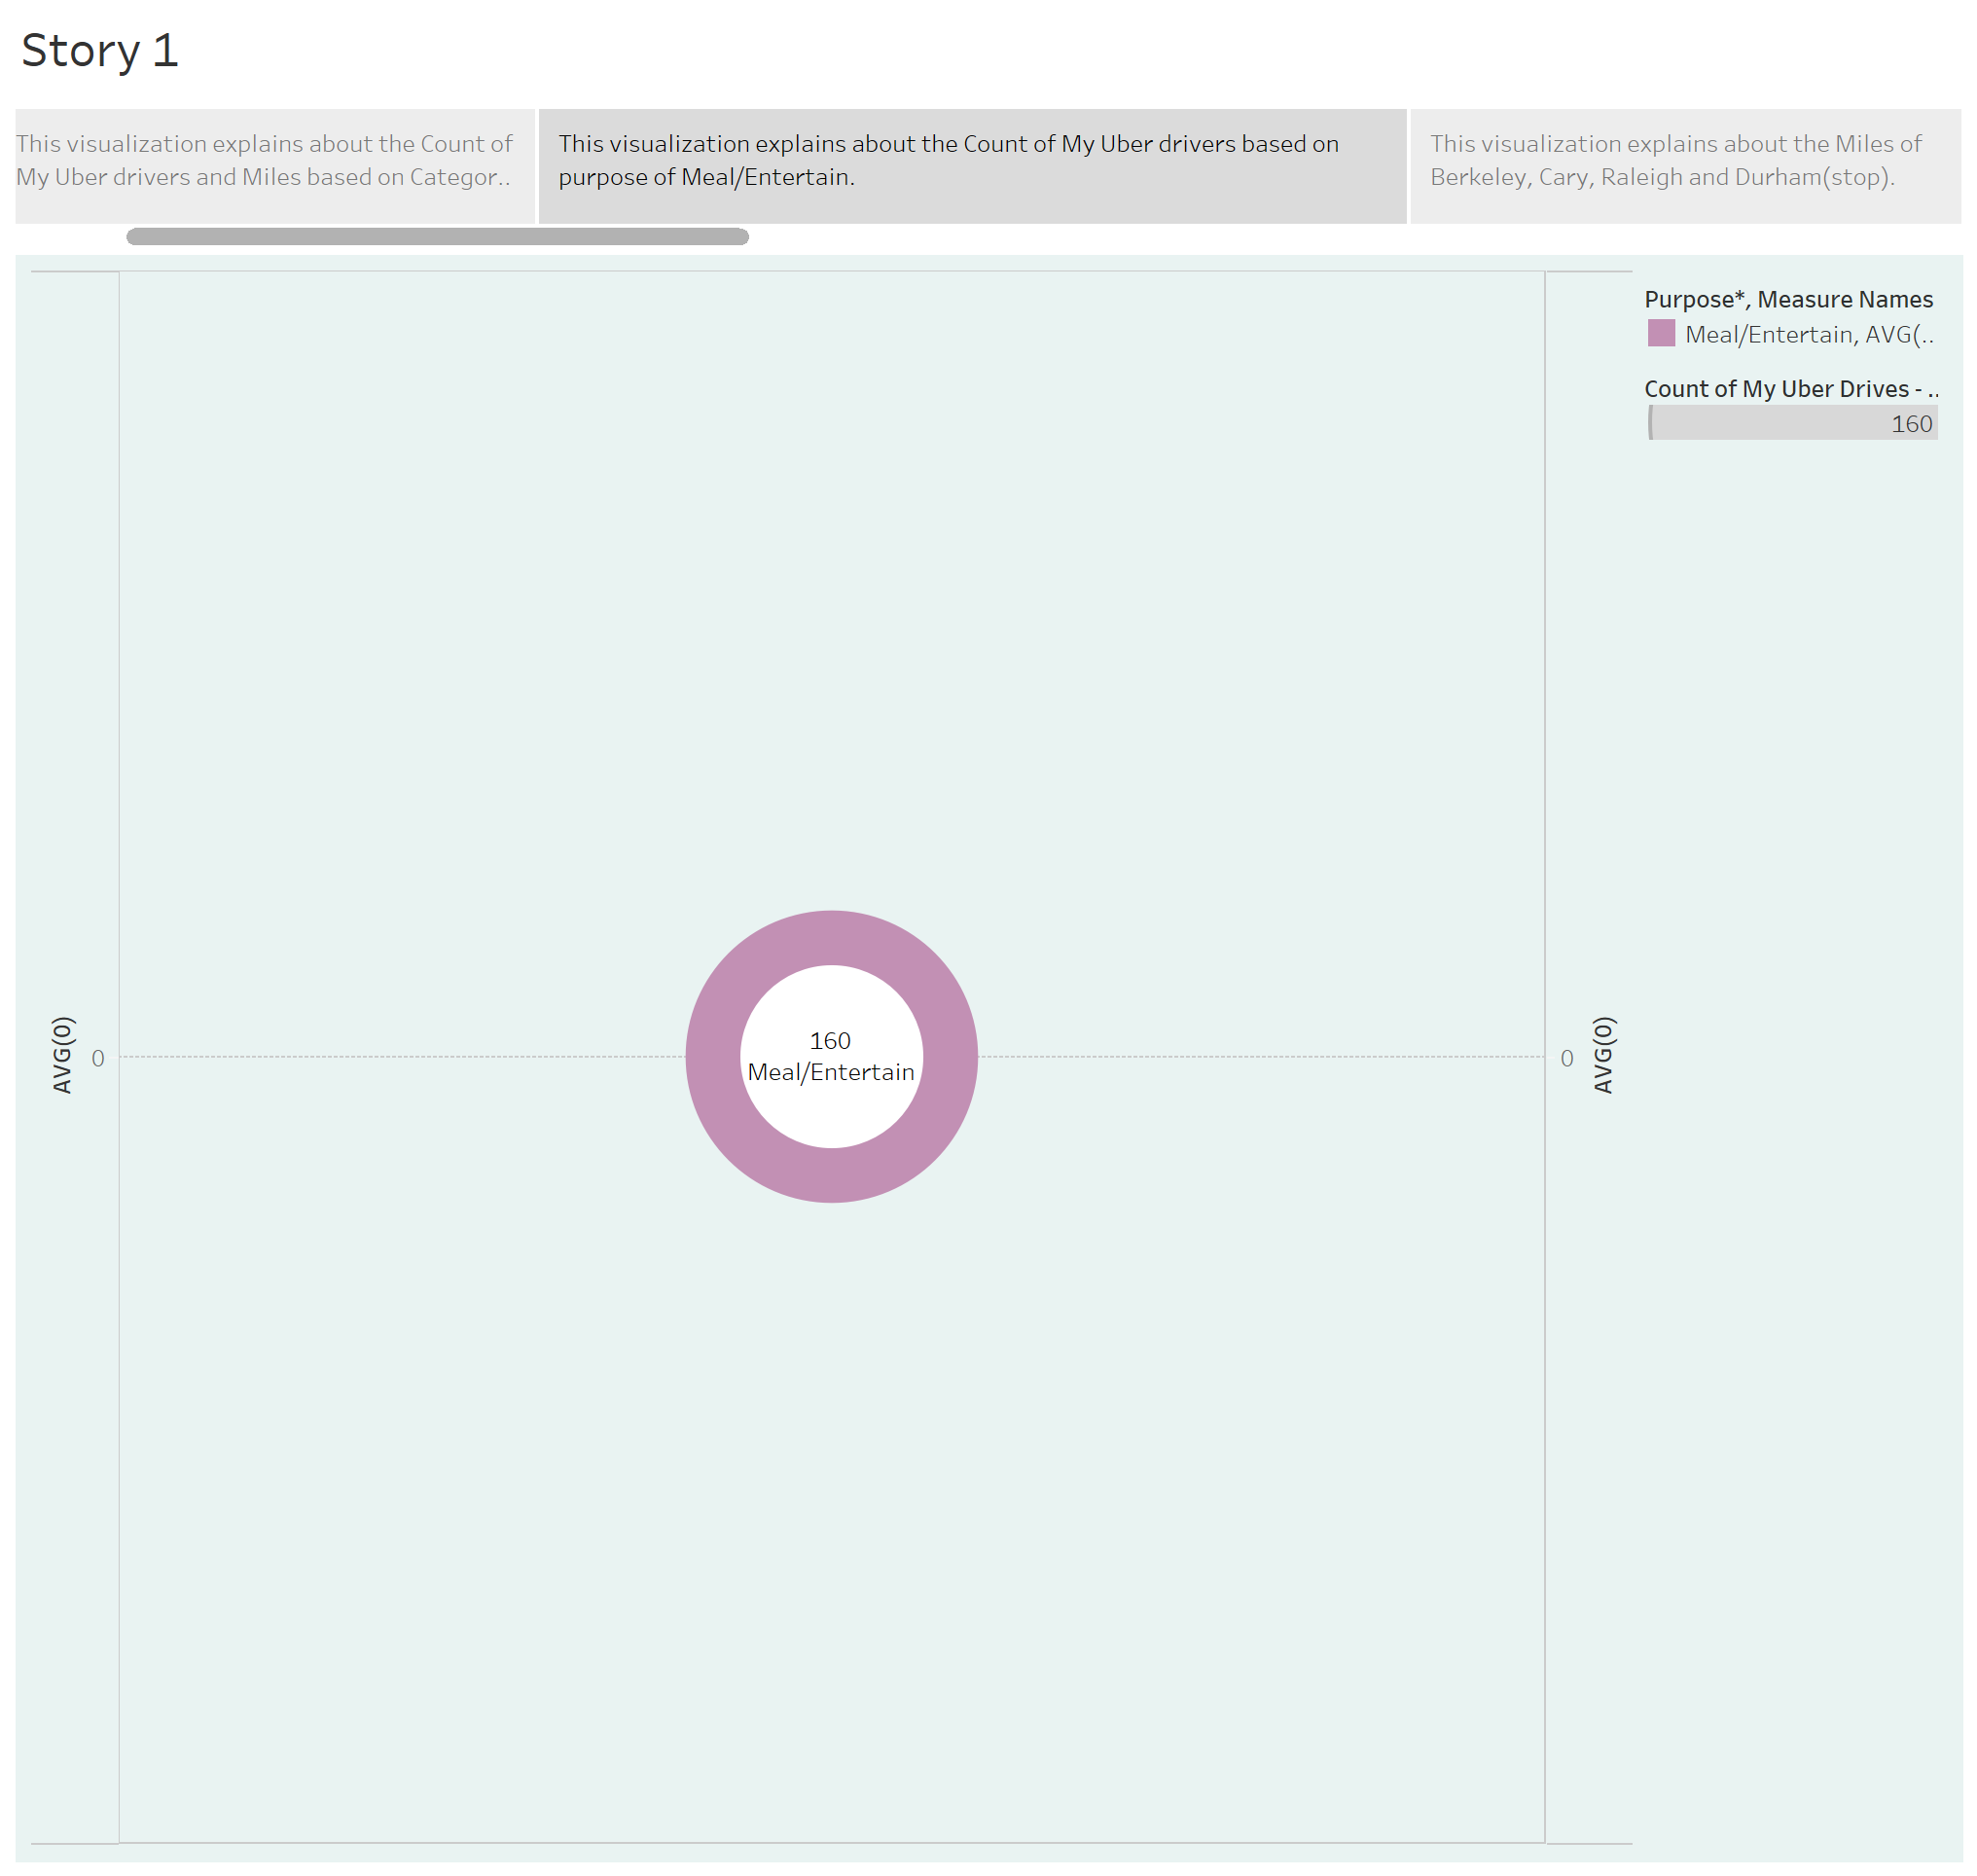 Story 1
This visualization explains about the Count of
My Uber drivers and Miles based on Categor..
This visualization explains about the Count of My Uber drivers based on
purpose of Meal/Entertain.
This visualization explains about the Miles of
Berkeley, Cary, Raleigh and Durham(stop).
Purpose*, Measure Names
Meal/Entertain, AVG(..
Count of My Uber Drives - ..
160
AVG(0)
0
160
Meal/Entertain
0
AVG(0)